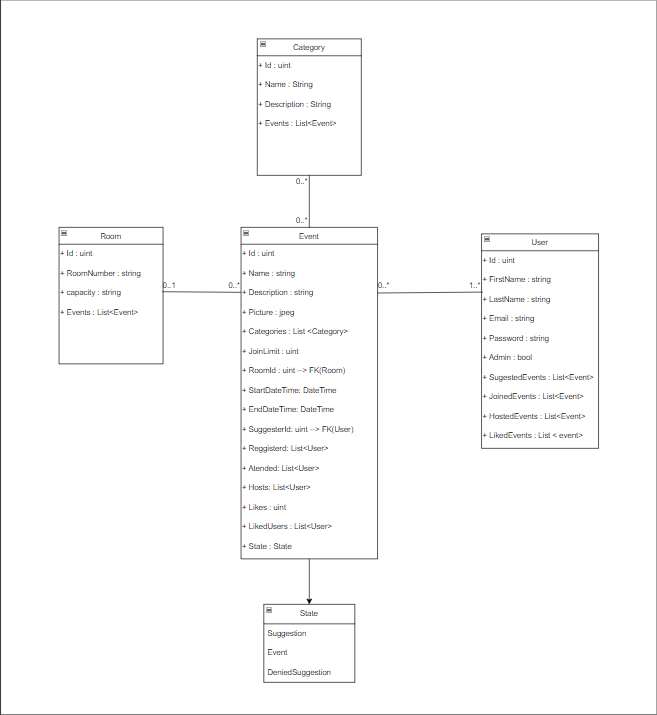 Category
+ Id : uint
+ Name : String
+ Description : String
+ Events : List<Event>
0..*
0..*
Room
+ Id : uint
+ RoomNumber : string
+ capacity : string
+ Events : List<Event>
0..1
0..*
Event
+ Id : uint
+ Name : string
+ Description : string
+ Picture : jpeg
+ Categories : List <Category>
+ JoinLimit : uint
+ RoomId : uint --> FK(Room)
+ StartDateTime: DateTime
+ EndDateTime: DateTime
+ SuggesterId: uint --> FK(User)
+ Reggisterd: List<User>
+ Atended: List<User>
+ Hosts: List<User>
+ Likes : uint
+ LikedUsers : List<User>
+ State : State
0..*
1..*
User
+ Id : uint
+ FirstName : string
+ LastName : string
+ Email : string
+ Password : string
+ Admin : bool
+ SugestedEvents : List<Event>
+ JoinedEvents : List<Event>
+ HostedEvents : List<Event>
+ LikedEvents : List < event>
State
Suggestion
Event
DeniedSuggestion